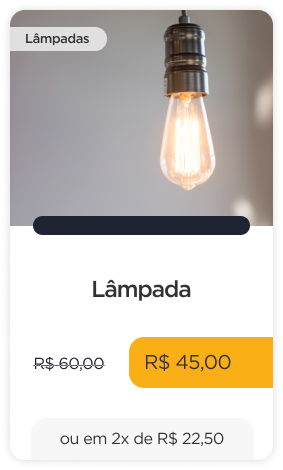 Lâmpadas
Lâmpada
R$ 60,00
R$ 45,00
ou em 2x de R$ 22,50